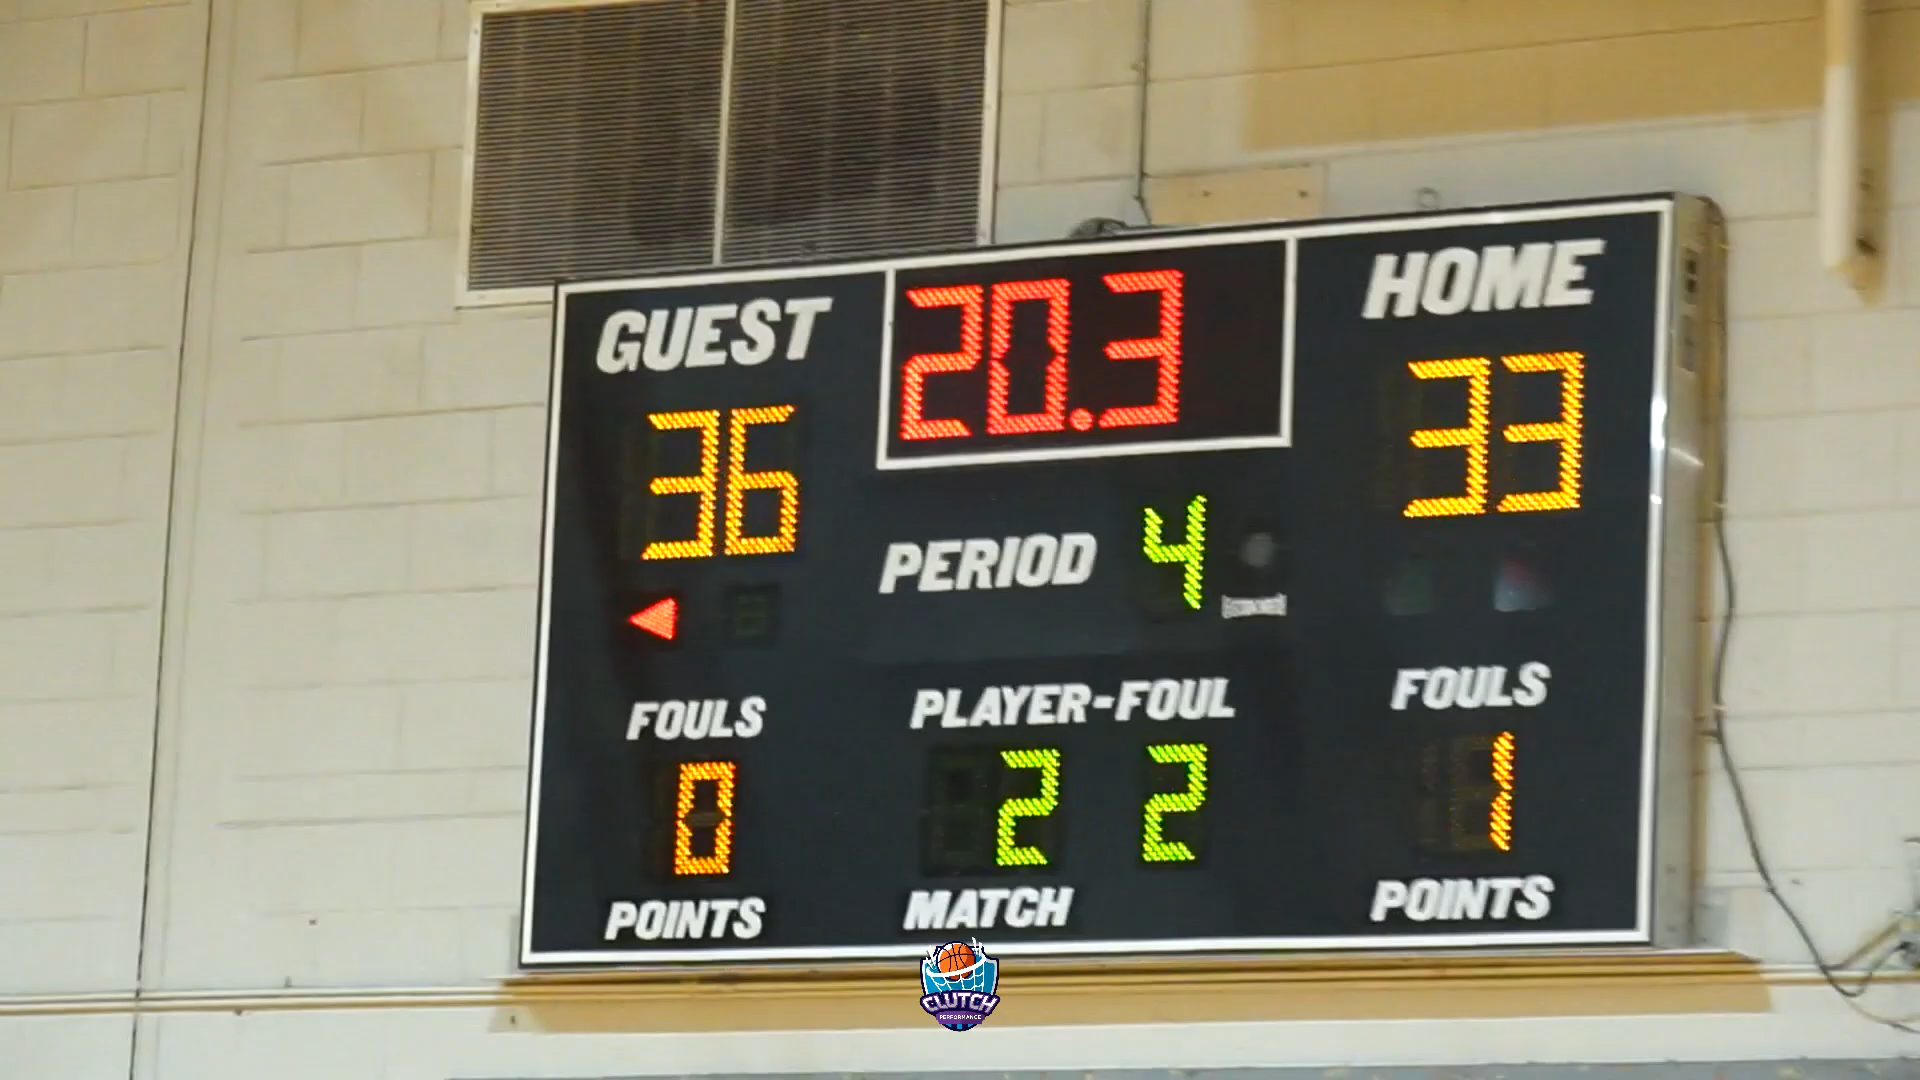 GUEST 20.3 HOME
36 33
PERIOD 4
FOULS PLAYER-FOUL FOULS
0 2 2 1
POINTS MATCH POINTS
CLUTCH
PERFORMANCE